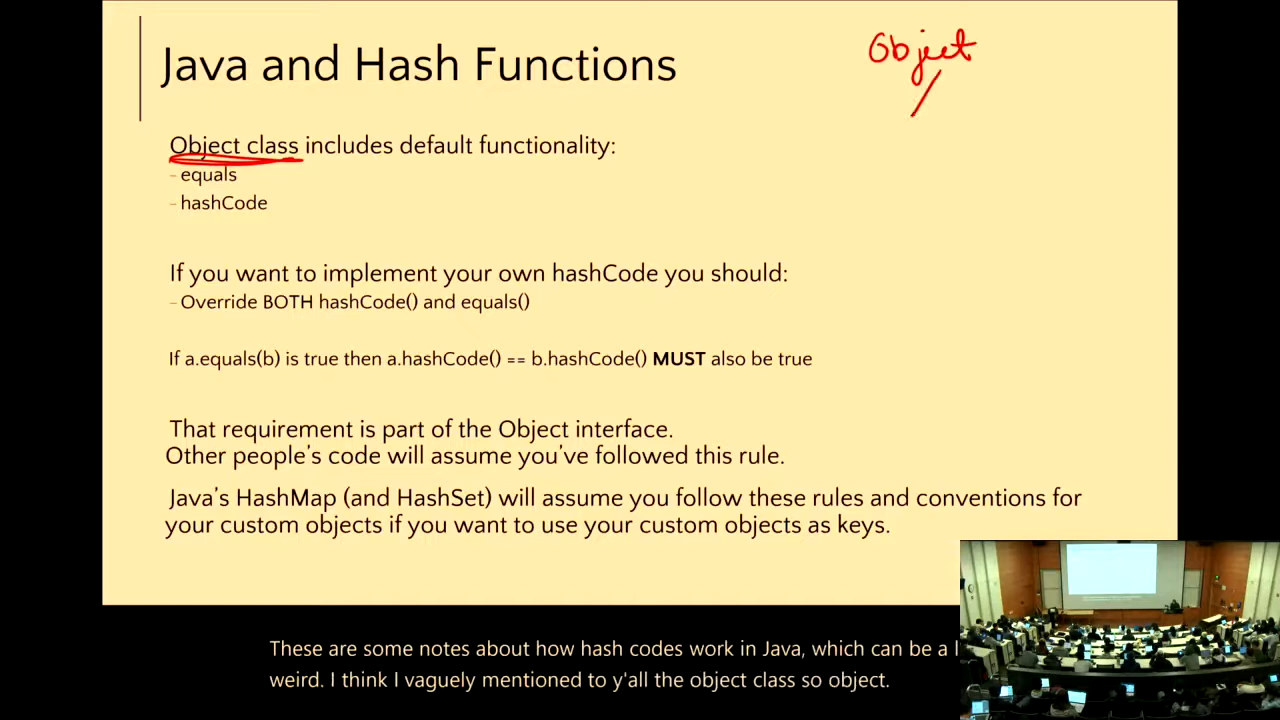 Java and Hash Functions
Object
Object class includes default functionality:
- equals
- hashCode
If you want to implement your own hashCode you should:
- Override BOTH hashCode() and equals()
If a.equals(b) is true then a.hashCode() == b.hashCode() MUST also be true
That requirement is part of the Object interface.
Other people's code will assume you've followed this rule.
Java's HashMap (and HashSet) will assume you follow these rules and conventions for
your custom objects if you want to use your custom objects as keys.
These are some notes about how hash codes work in Java, which can be a l
weird. I think I vaguely mentioned to y'all the object class so object.